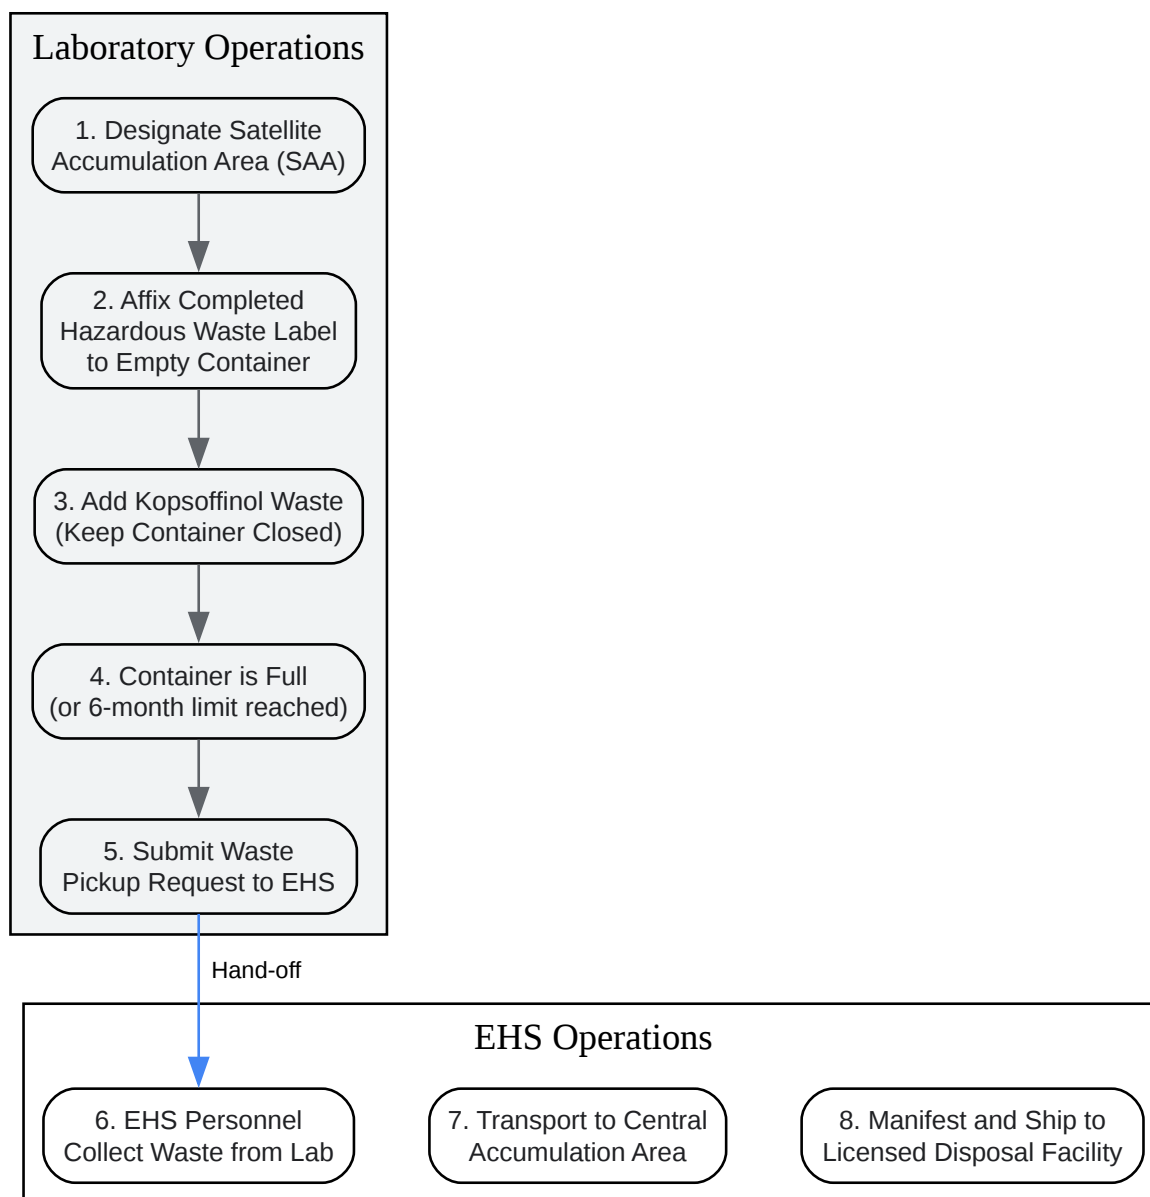 Laboratory Operations
1. Designate Satellite
Accumulation Area (SAA)
2. Affix Completed
Hazardous Waste Label
to Empty Container
3. Add Kopsoffinol Waste
(Keep Container Closed)
4. Container is Full
(or 6-month limit reached)
5. Submit Waste
Pickup Request to EHS
Hand-off
EHS Operations
6. EHS Personnel
Collect Waste from Lab
7. Transport to Central
Accumulation Area
8. Manifest and Ship to
Licensed Disposal Facility